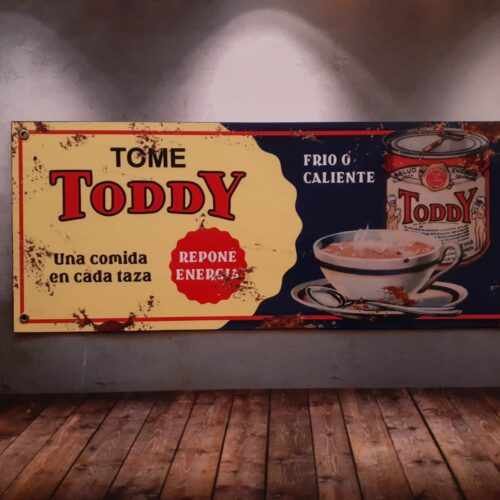 TOME
TODDY
Una comida
en cada taza
REPONE
ENERGIA
FRIO O
CALIENTE
TODDY